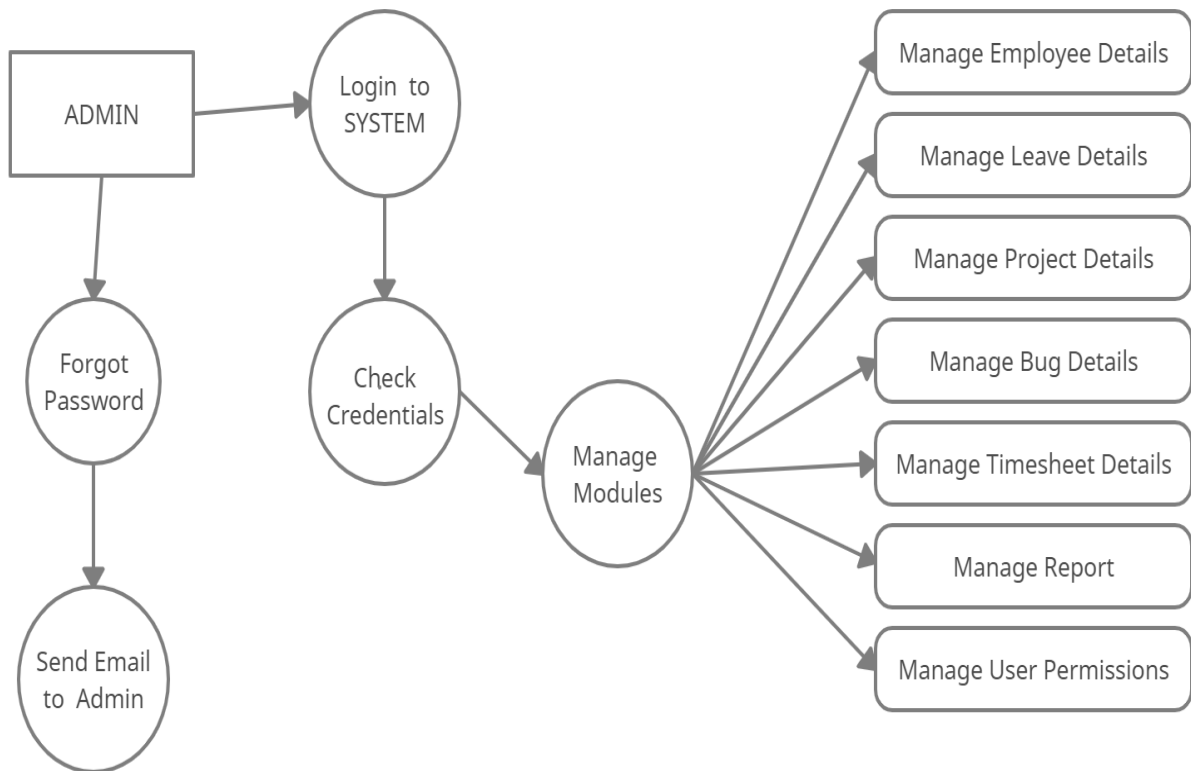 ADMIN
Login to
SYSTEM
Forgot
Password
Check
Credentials
Send Email
to Admin
Manage
Modules
Manage Employee Details
Manage Leave Details
Manage Project Details
Manage Bug Details
Manage Timesheet Details
Manage Report
Manage User Permissions